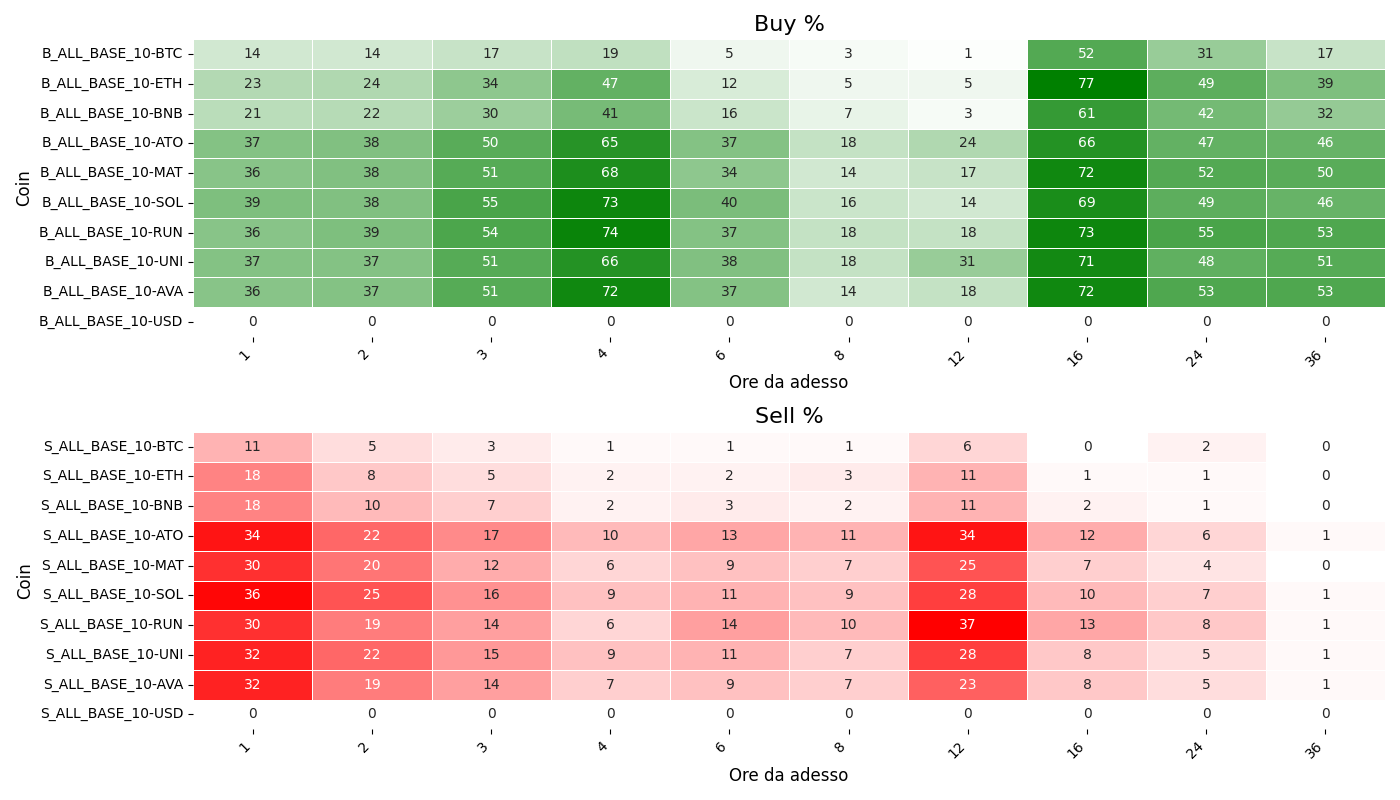 Buy %
Coin
B_ALL_BASE_10-BTC 14 14 17 19 5 3 1 52 31 17
B_ALL_BASE_10-ETH 23 24 34 47 12 5 5 77 49 39
B_ALL_BASE_10-BNB 21 22 30 41 16 7 3 61 42 32
B_ALL_BASE_10-ATO 37 38 50 65 37 18 24 66 47 46
B_ALL_BASE_10-MAT 36 38 51 68 34 14 17 72 52 50
B_ALL_BASE_10-SOL 39 38 55 73 40 16 14 69 49 46
B_ALL_BASE_10-RUN 36 39 54 74 37 18 18 73 55 53
B_ALL_BASE_10-UNI 37 37 51 66 38 18 31 71 48 51
B_ALL_BASE_10-AVA 36 37 51 72 37 14 18 72 53 53
B_ALL_BASE_10-USD 0 0 0 0 0 0 0 0 0 0
1 2 3 4 6 8 12 16 24 36
Ore da adesso
Sell %
Coin
S_ALL_BASE_10-BTC 11 5 3 1 1 1 6 0 2 0
S_ALL_BASE_10-ETH 18 8 5 2 2 3 11 1 1 0
S_ALL_BASE_10-BNB 18 10 7 2 3 2 11 2 1 0
S_ALL_BASE_10-ATO 34 22 17 10 13 11 34 12 6 1
S_ALL_BASE_10-MAT 30 20 12 6 9 7 25 7 4 0
S_ALL_BASE_10-SOL 36 25 16 9 11 9 28 10 7 1
S_ALL_BASE_10-RUN 30 19 14 6 14 10 37 13 8 1
S_ALL_BASE_10-UNI 32 22 15 9 11 7 28 8 5 1
S_ALL_BASE_10-AVA 32 19 14 7 9 7 23 8 5 1
S_ALL_BASE_10-USD 0 0 0 0 0 0 0 0 0 0
1 2 3 4 6 8 12 16 24 36
Ore da adesso